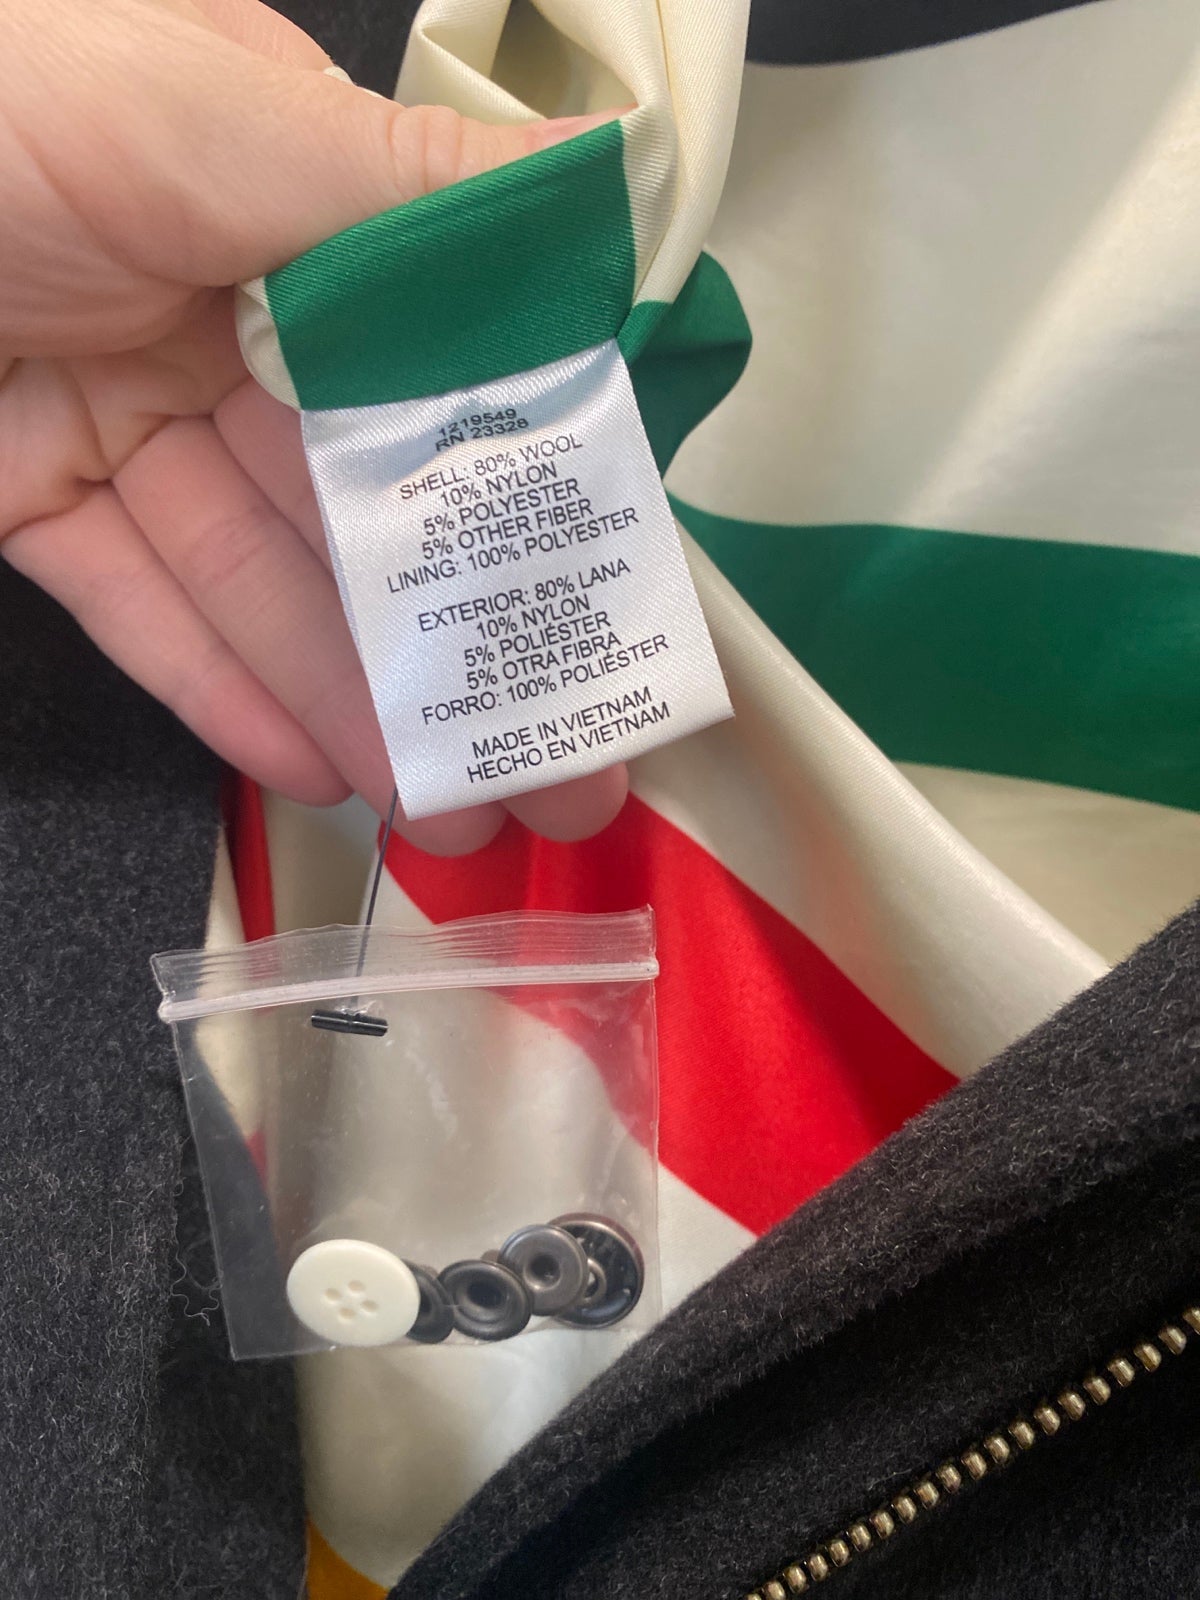 1219549
RN 23328
SHELL: 80% WOOL
10% NYLON
5% POLYESTER
5% OTHER FIBER
LINING: 100% POLYESTER
EXTERIOR: 80% LANA
10% NYLON
5% POLIÉSTER
5% OTRA FIBRA
FORRO: 100% POLIÉSTER
MADE IN VIETNAM
HECHO EN VIETNAM